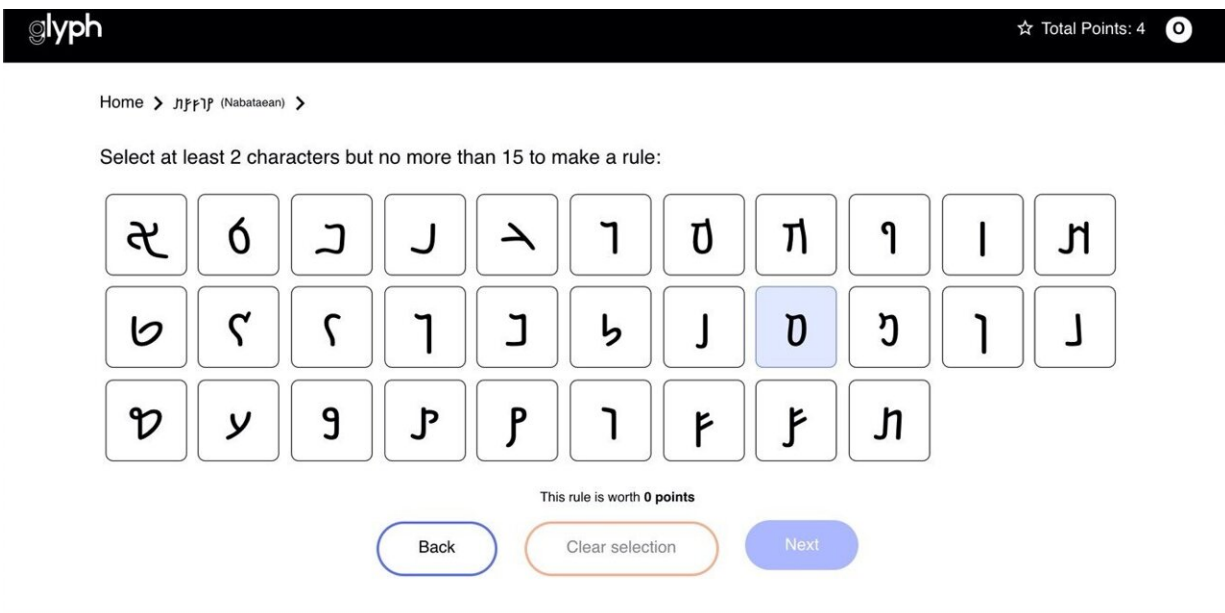 glyph ☆ Total Points: 4 O
Home > 𐢚𐢛𐢜𐢝𐢞 (Nabataean) >
Select at least 2 characters but no more than 15 to make a rule:
𐢀 𐢁 𐢂 𐢃 𐢄 𐢅 𐢆 𐢇 𐢈 𐢉 𐢊
𐢋 𐢌 𐢍 𐢎 𐢏 𐢐 𐢑 𐢒 𐢓 𐢔 𐢕
𐢖 𐢗 𐢘 𐢙 𐢚 𐢛 𐢜 𐢝 𐢞
This rule is worth 0 points
Back Clear selection Next